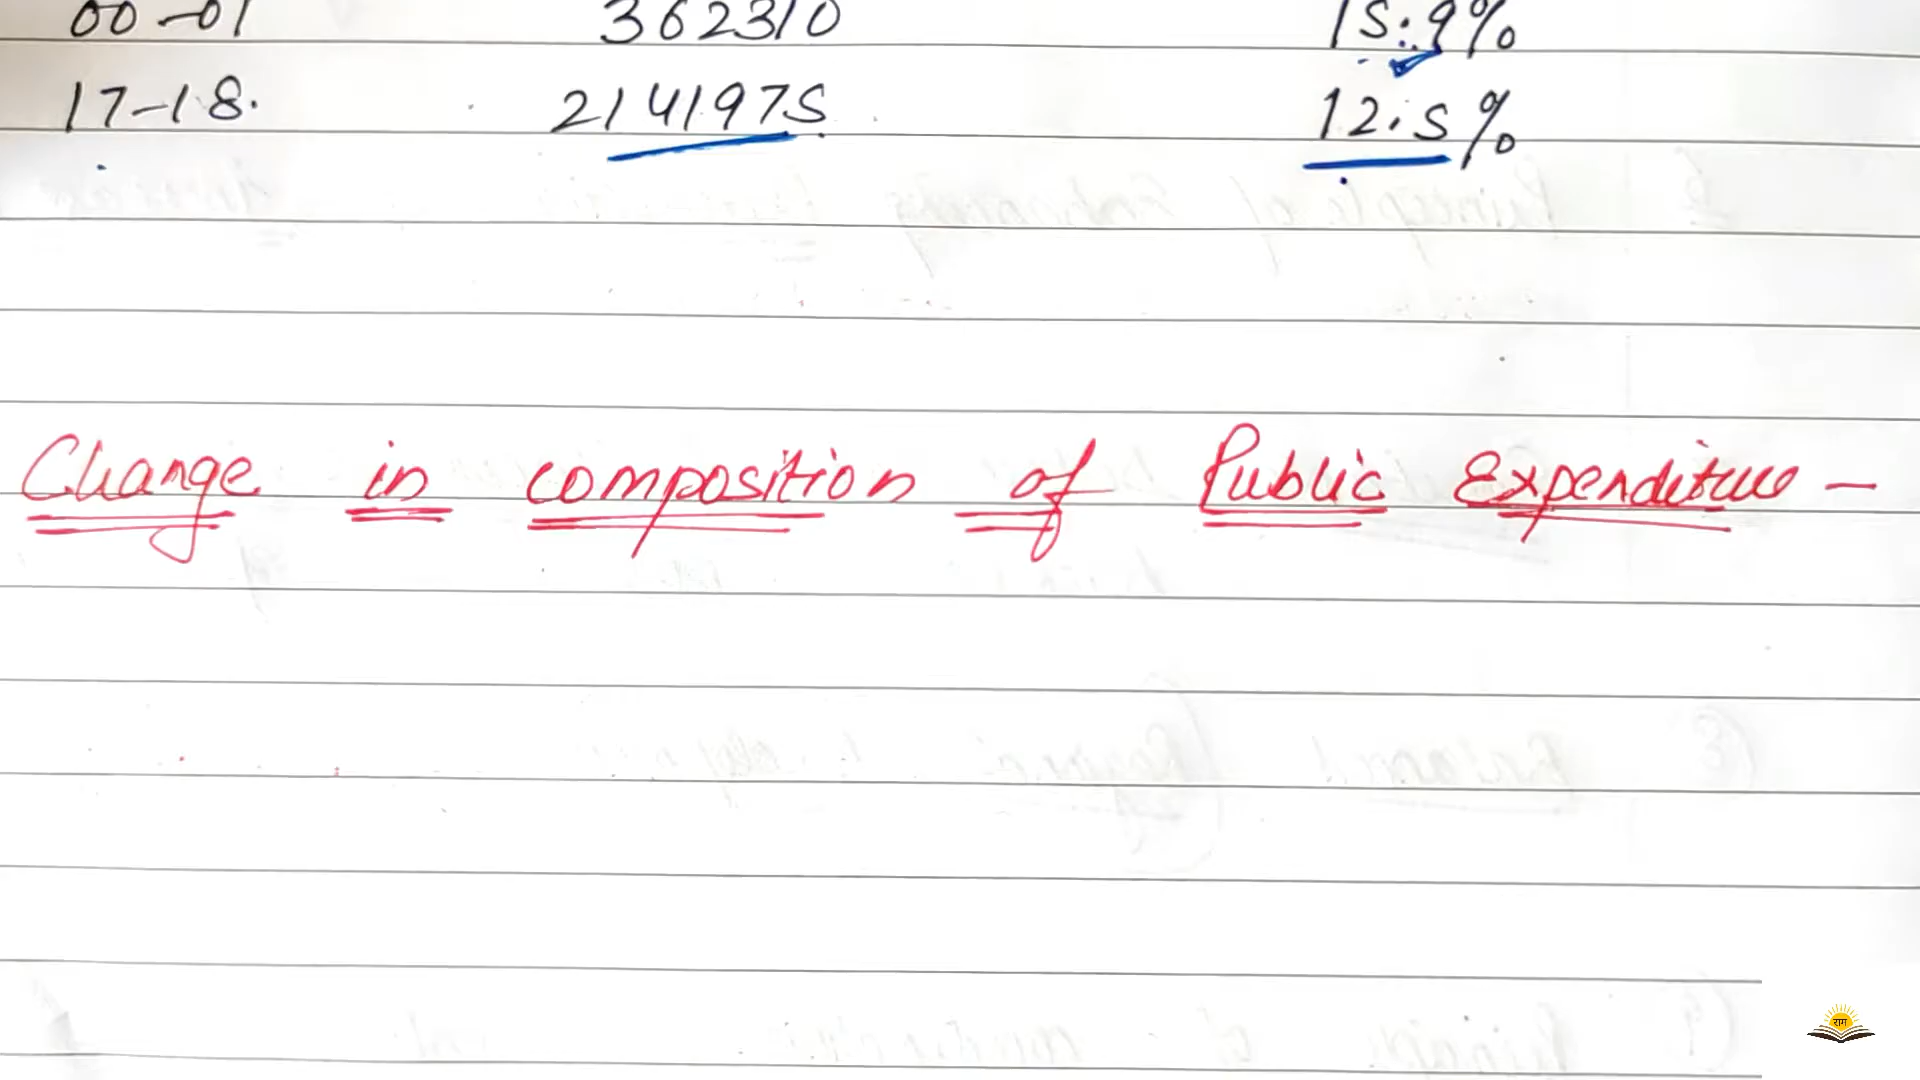 00-01 362310 15.9%
17-18. 2141975 12.5%
Change in composition of Public Expenditure -
राम